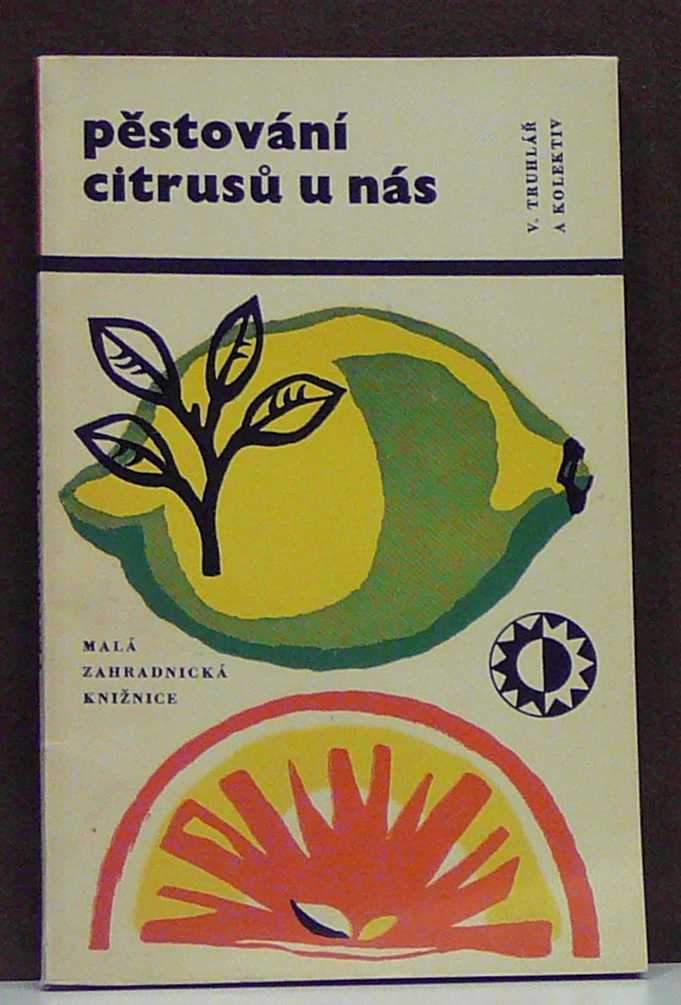 pěstování
citrusů u nás
V. TRUHLÁŘ
A KOLEKTIV
MALÁ
ZAHRADNICKÁ
KNIŽNICE